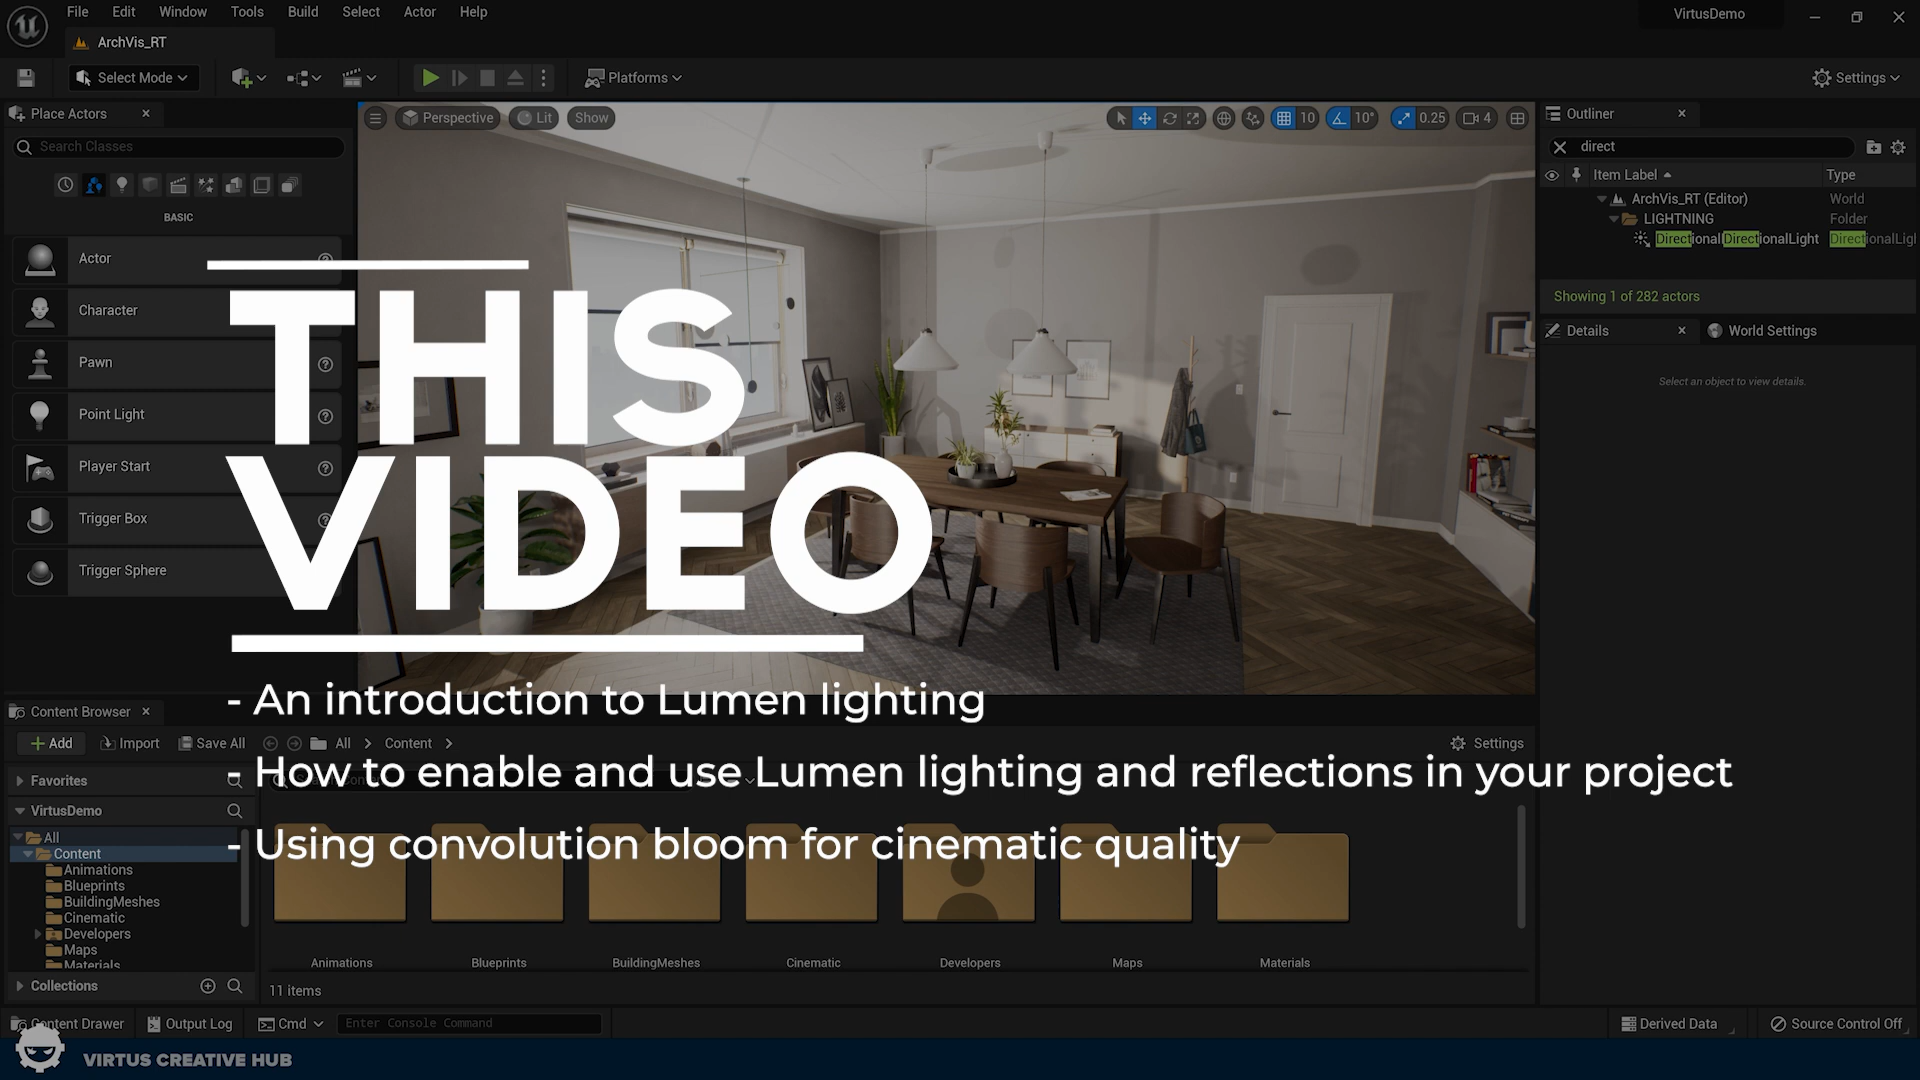 File Edit Window Tools Build Select Actor Help
VirtusDemo
ArchVis_RT
Select Mode
Platforms
Settings
Place Actors
Perspective Lit Show
10 10° 0.25 4
Outliner
Search Classes
direct
Item Label Type
BASIC
ArchVis_RT (Editor) World
LIGHTNING Folder
DirectionalDirectionalLight DirectionalLigh
Actor
Character
Pawn
Point Light
Player Start
Trigger Box
Trigger Sphere
Showing 1 of 282 actors
Details World Settings
Select an object to view details.
THIS
VIDEO
- An introduction to Lumen lighting
- How to enable and use Lumen lighting and reflections in your project
- Using convolution bloom for cinematic quality
Content Browser
Add Import Save All All Content Settings
Favorites
VirtusDemo
All
Content
Animations
Blueprints
BuildingMeshes
Cinematic
Developers
Maps
Materials
Collections
Animations Blueprints BuildingMeshes Cinematic Developers Maps Materials
11 items
Content Drawer Output Log Cmd Enter Console Command Derived Data Source Control Off
VIRTUS CREATIVE HUB